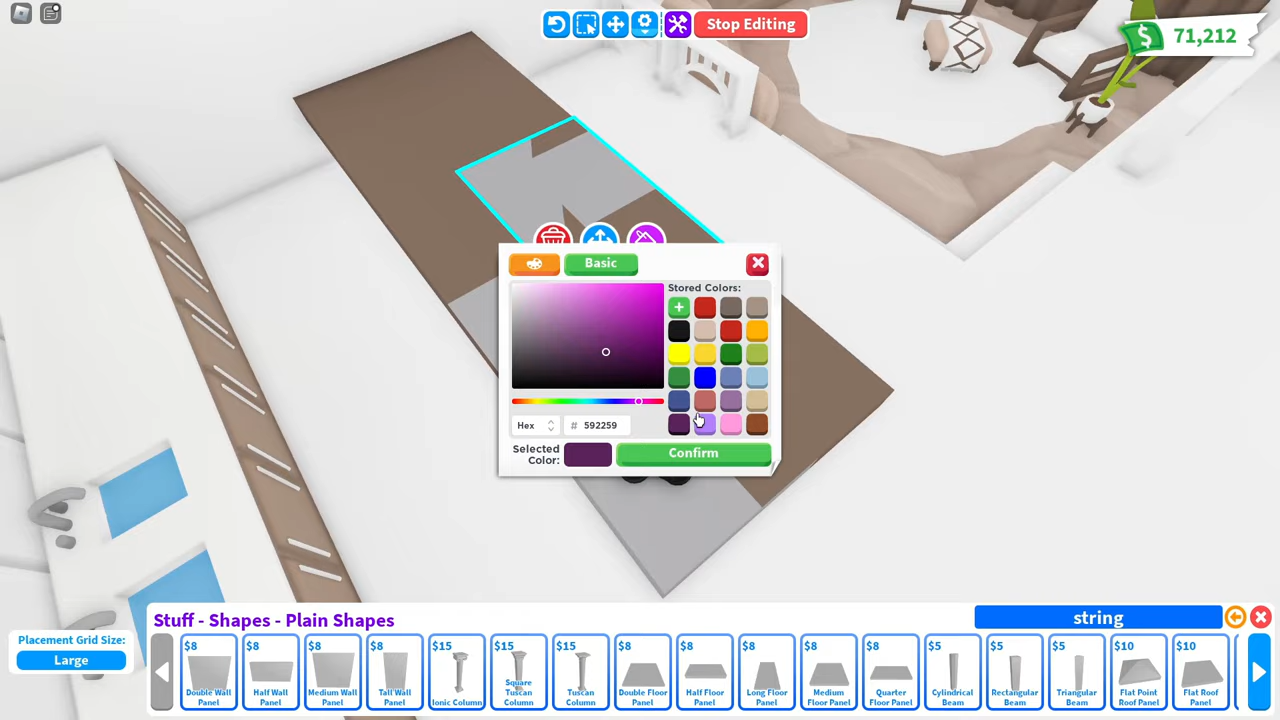 Stop Editing
$ 71,212
Basic
Stored Colors:
+
Hex # 592259
Selected
Color:
Confirm
Stuff - Shapes - Plain Shapes
string
Placement Grid Size:
Large
$8
Double Wall
Panel
$8
Half Wall
Panel
$8
Medium Wall
Panel
$8
Tall Wall
Panel
$15
Ionic Column
$15
Square
Tuscan
Column
$15
Tuscan
Column
$8
Double Floor
Panel
$8
Half Floor
Panel
$8
Long Floor
Panel
$8
Medium
Floor Panel
$8
Quarter
Floor Panel
$5
Cylindrical
Beam
$5
Rectangular
Beam
$5
Triangular
Beam
$10
Flat Point
Roof Panel
$10
Flat Roof
Panel